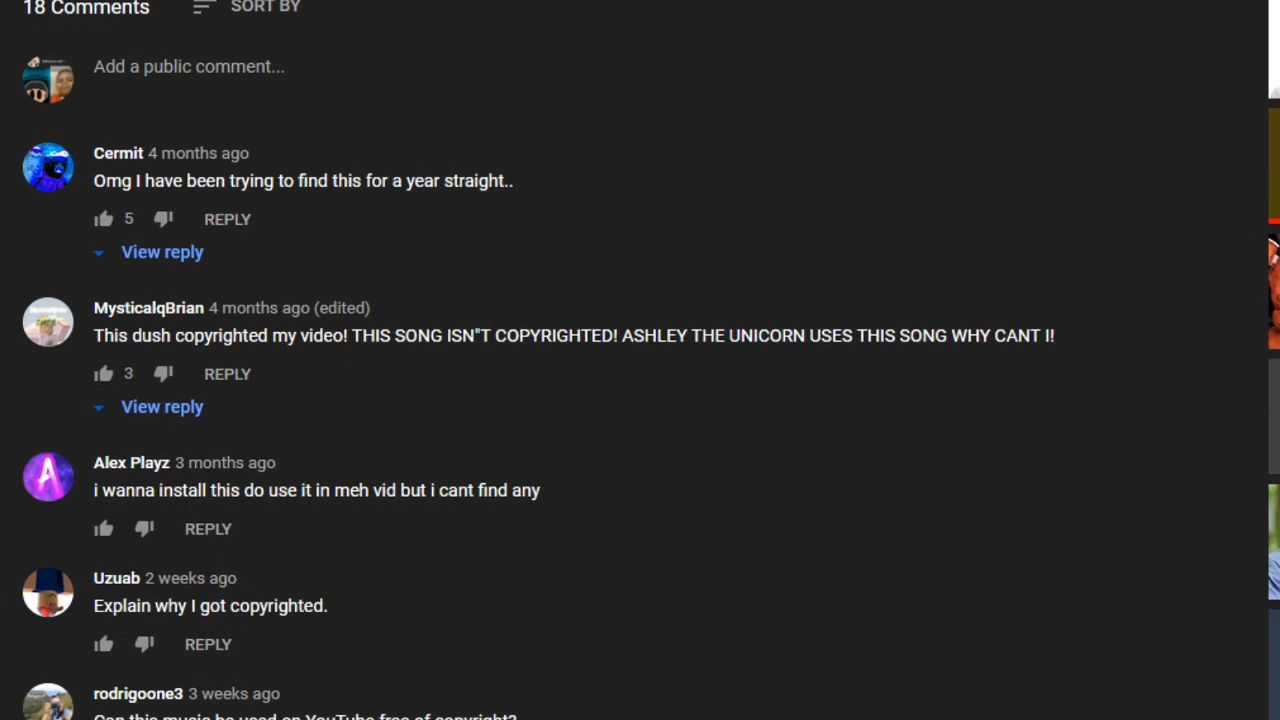 18 Comments SORT BY
Add a public comment...
Cermit 4 months ago
Omg I have been trying to find this for a year straight..
5 REPLY
View reply
MysticalqBrian 4 months ago (edited)
This dush copyrighted my video! THIS SONG ISN"T COPYRIGHTED! ASHLEY THE UNICORN USES THIS SONG WHY CANT I!
3 REPLY
View reply
Alex Playz 3 months ago
i wanna install this do use it in meh vid but i cant find any
REPLY
Uzuab 2 weeks ago
Explain why I got copyrighted.
REPLY
rodrigoone3 3 weeks ago
Can this music be used on YouTube free of copyright?